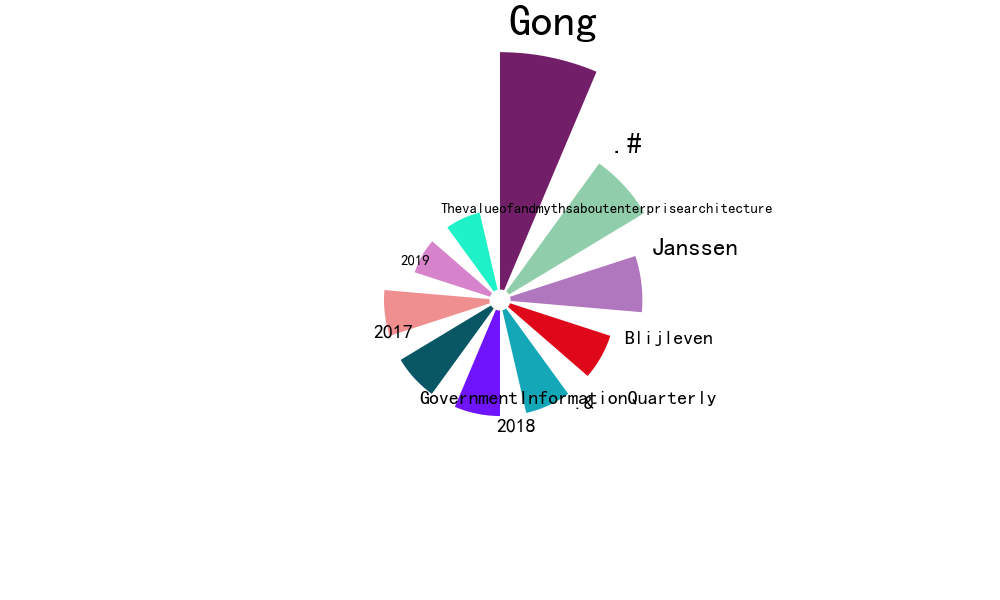 Gong
.#
ThevalueofandmythsaboutenterpriseArchitecture
Janssen
2019
2017
Blijleven
GovernmentInformationQuarterly
.&
2018